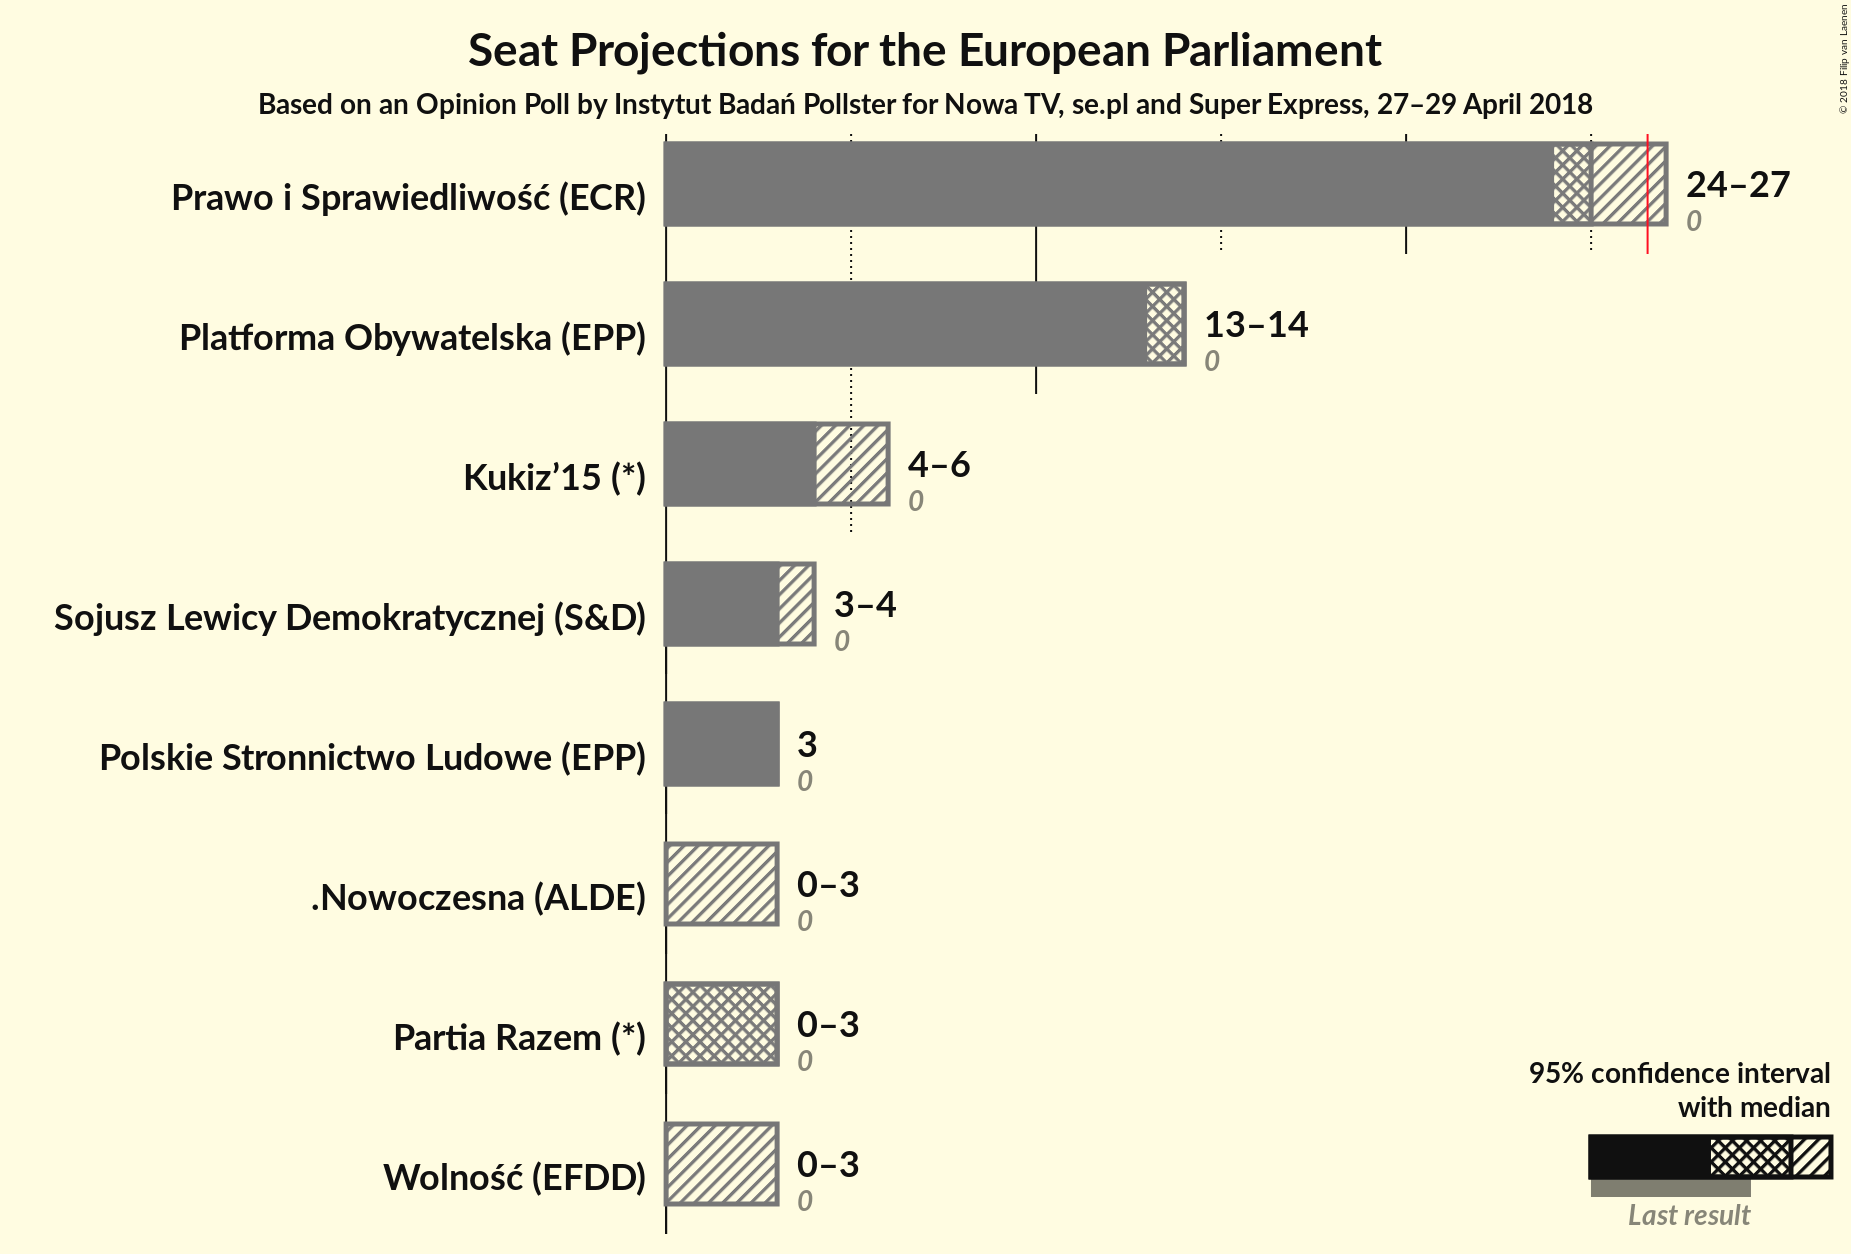 Seat Projections for the European Parliament
Based on an Opinion Poll by Instytut Badań Pollster for Nowa TV, se.pl and Super Express, 27–29 April 2018
© 2018 Filip van Laenen
Prawo i Sprawiedliwość (ECR)
24–27
0
Platforma Obywatelska (EPP)
13–14
0
Kukiz’15 (*)
4–6
0
Sojusz Lewicy Demokratycznej (S&D)
3–4
0
Polskie Stronnictwo Ludowe (EPP)
3
0
.Nowoczesna (ALDE)
0–3
0
Partia Razem (*)
0–3
0
Wolność (EFDD)
0–3
0
95% confidence interval
with median
Last result